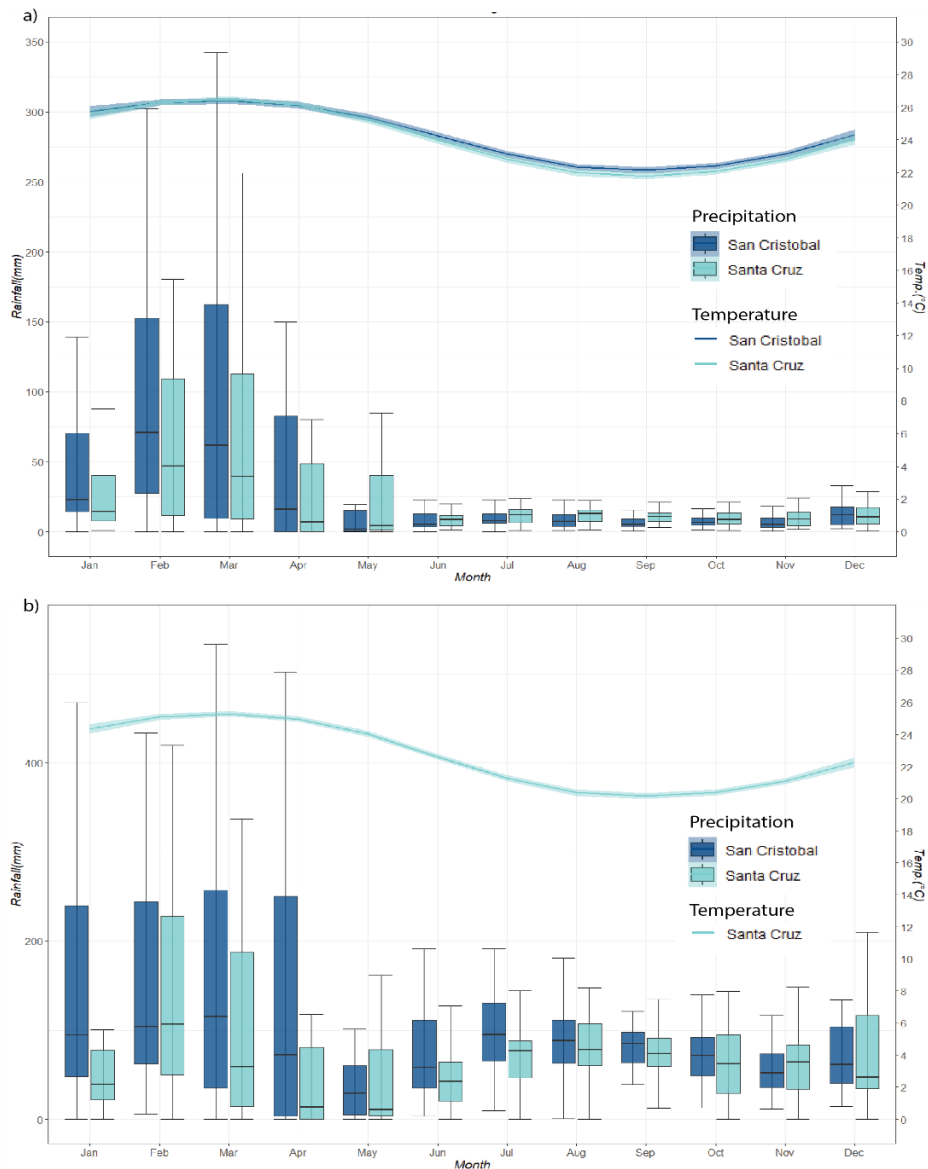 a)
350
300
250
200
150
100
50
0
Rainfall(mm)
30
28
26
24
22
20
18
16
14
12
10
8
6
4
2
0
Temp.(°C)
Precipitation
San Cristobal
Santa Cruz
Temperature
San Cristobal
Santa Cruz
Jan Feb Mar Apr May Jun Jul Aug Sep Oct Nov Dec
Month
b)
400
200
0
Rainfall(mm)
30
28
26
24
22
20
18
16
14
12
10
8
6
4
2
0
Temp.(°C)
Precipitation
San Cristobal
Santa Cruz
Temperature
Santa Cruz
Jan Feb Mar Apr May Jun Jul Aug Sep Oct Nov Dec
Month